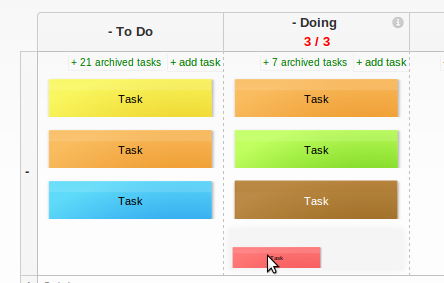 - To Do
- Doing
3 / 3
+ 21 archived tasks + add task
+ 7 archived tasks + add task
Task
Task
Task
Task
Task
Task
Task